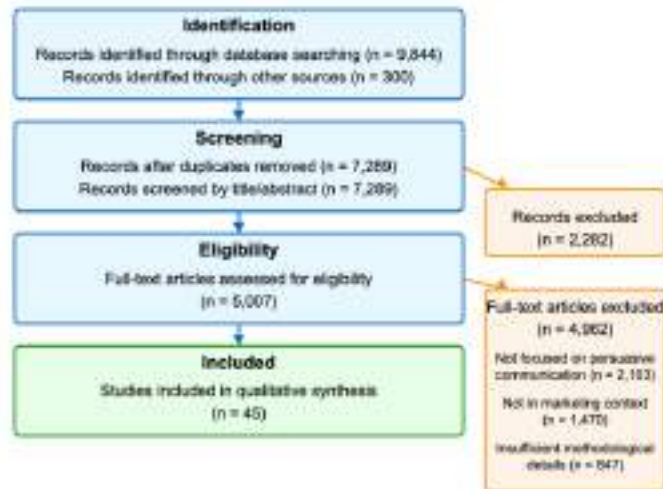 Identification
Records identified through database searching (n = 9,844)
Records identified through other sources (n = 300)
Screening
Records after duplicates removed (n = 7,289)
Records screened by title/abstract (n = 7,289)
Records excluded
(n = 2,282)
Eligibility
Full-text articles assessed for eligibility
(n = 5,007)
Full-text articles excluded
(n = 4,962)
Not focused on persuasive
communication (n = 2,103)
Not in marketing context
(n = 1,470)
Insufficient methodological
details (n = 847)
Included
Studies included in qualitative synthesis
(n = 45)